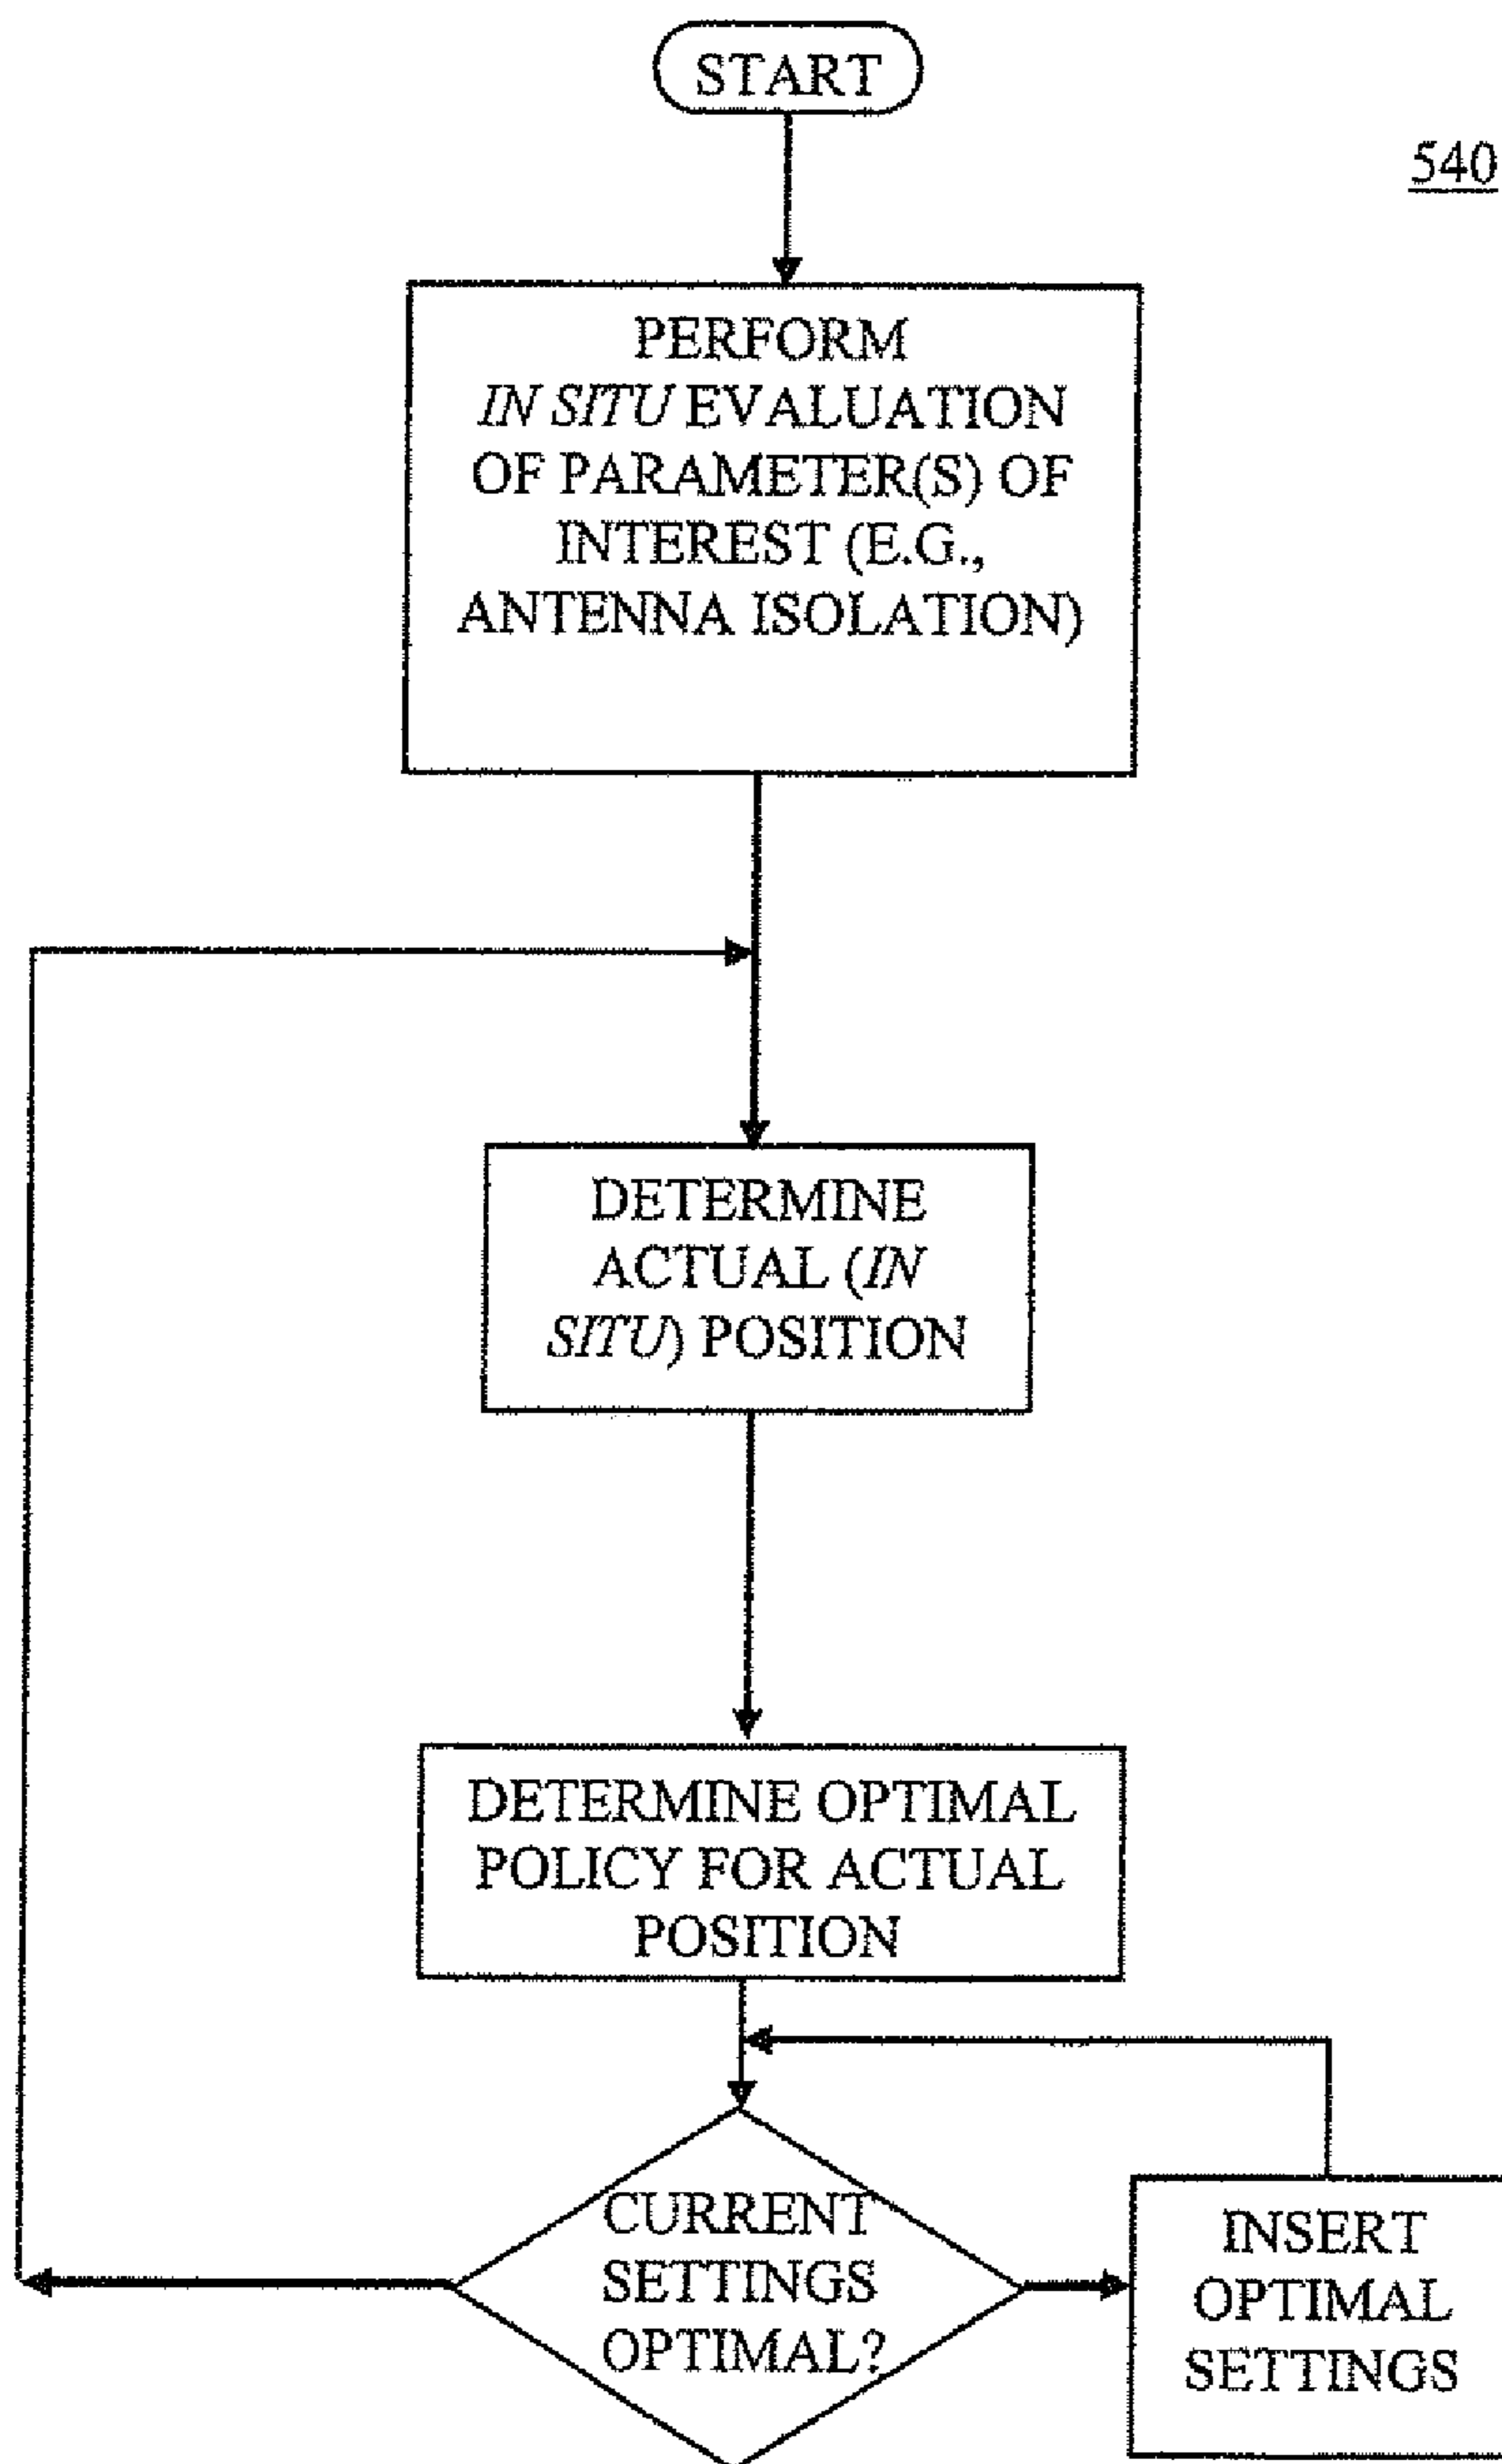 START
540
PERFORM
IN SITU EVALUATION
OF PARAMETER(S) OF
INTEREST (E.G.,
ANTENNA ISOLATION)
DETERMINE
ACTUAL (IN
SITU) POSITION
DETERMINE OPTIMAL
POLICY FOR ACTUAL
POSITION
CURRENT
SETTINGS
OPTIMAL?
INSERT
OPTIMAL
SETTINGS